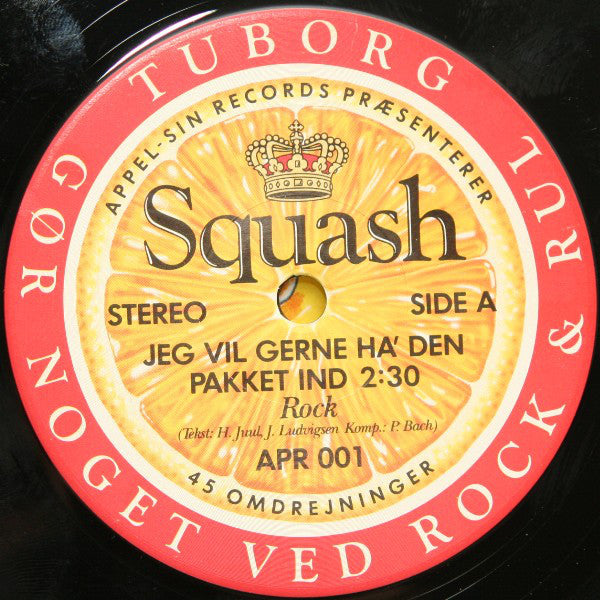 TUBORG
GØR NOGET VED ROCK & RUL
APPEL-SIN RECORDS PRÆSENTERER
Squash
STEREO
SIDE A
JEG VIL GERNE HA' DEN
PAKKET IND 2:30
Rock
(Tekst: H. Juul, J. Ludvigsen Komp.: P. Bach)
APR 001
45 OMDREJNINGER